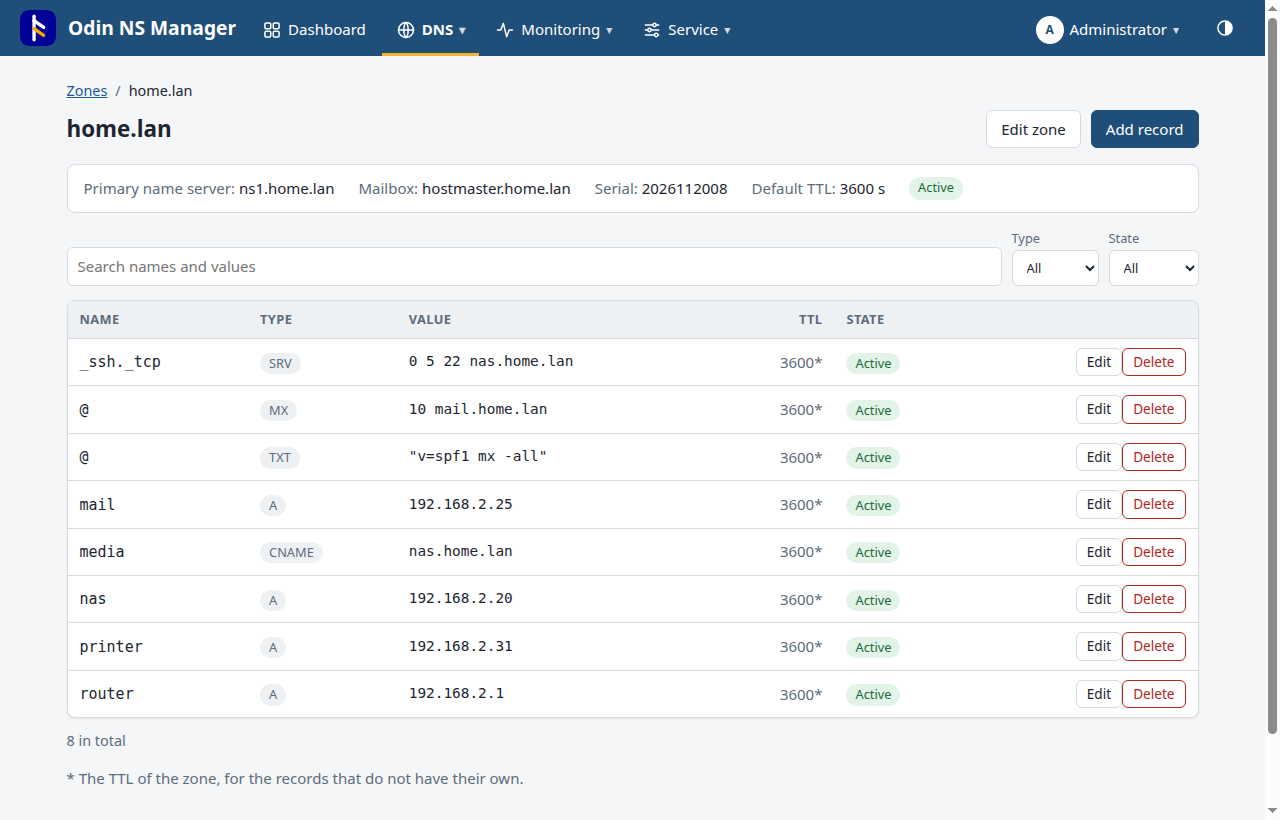 Odin NS Manager
Dashboard
DNS ▾
Monitoring ▾
Service ▾
A Administrator ▾
Zones / home.lan
home.lan
Edit zone
Add record
Primary name server: ns1.home.lan Mailbox: hostmaster.home.lan Serial: 2026112008 Default TTL: 3600 s Active
Type
State
Search names and values
All
All
NAME TYPE VALUE TTL STATE
_ssh._tcp SRV 0 5 22 nas.home.lan 3600* Active Edit Delete
@ MX 10 mail.home.lan 3600* Active Edit Delete
@ TXT "v=spf1 mx -all" 3600* Active Edit Delete
mail A 192.168.2.25 3600* Active Edit Delete
media CNAME nas.home.lan 3600* Active Edit Delete
nas A 192.168.2.20 3600* Active Edit Delete
printer A 192.168.2.31 3600* Active Edit Delete
router A 192.168.2.1 3600* Active Edit Delete
8 in total
* The TTL of the zone, for the records that do not have their own.